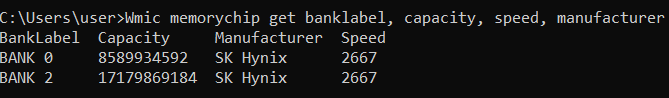 C:\Users\user>Wmic memorychip get banklabel, capacity, speed, manufacturer
BankLabel  Capacity     Manufacturer  Speed
BANK 0     8589934592   SK Hynix      2667
BANK 2     17179869184  SK Hynix      2667